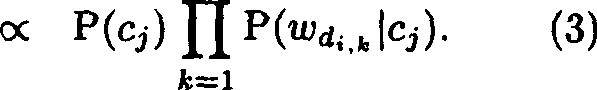 ∝ P(c_j) ∏_{k=1} P(w_{d_{i,k}}|c_j). (3)